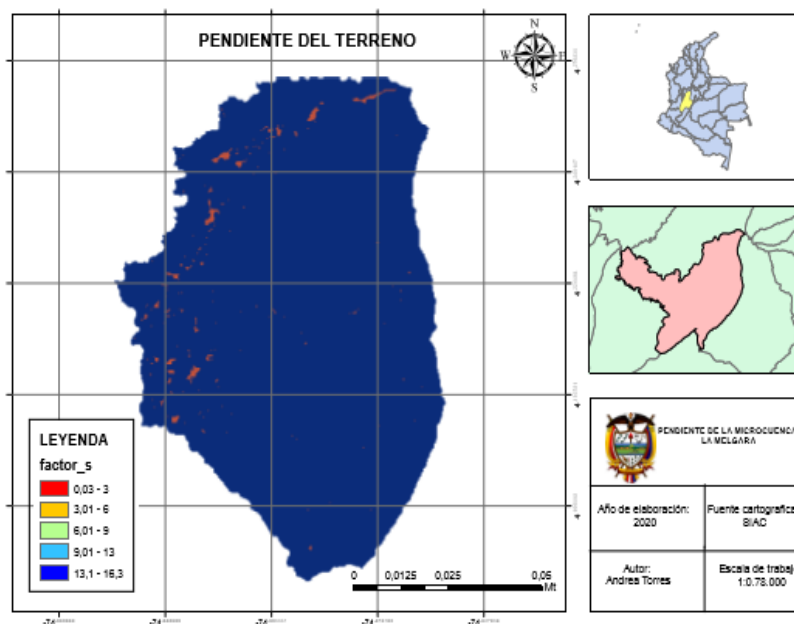 PENDIENTE DEL TERRENO
N
W
E
S
LEYENDA
factor_s
0,03 - 3
3,01 - 6
6,01 - 9
9,01 - 13
13,1 - 16,3
0 0,0125 0,025 0,05
Mt
PENDIENTE DE LA MICROCUENCA
LA MELGARA
Año de elaboración:
2020
Fuente cartografica
SIAC
Autor:
Andrea Torres
Escala de trabajo
1:0.78.000